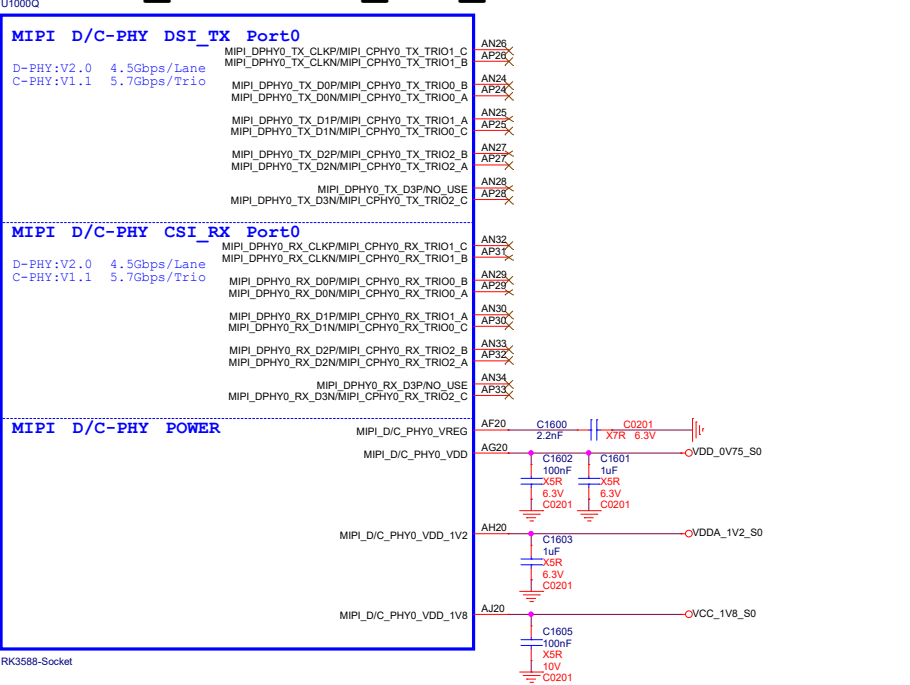 U1000Q
MIPI D/C-PHY DSI_TX Port0
D-PHY:V2.0 4.5Gbps/Lane
C-PHY:V1.1 5.7Gbps/Trio
MIPI_DPHY0_TX_CLKP/MIPI_CPHY0_TX_TRIO1_C AN26
MIPI_DPHY0_TX_CLKN/MIPI_CPHY0_TX_TRIO1_B AP26
MIPI_DPHY0_TX_D0P/MIPI_CPHY0_TX_TRIO0_B AN24
MIPI_DPHY0_TX_D0N/MIPI_CPHY0_TX_TRIO0_A AP24
MIPI_DPHY0_TX_D1P/MIPI_CPHY0_TX_TRIO1_A AN25
MIPI_DPHY0_TX_D1N/MIPI_CPHY0_TX_TRIO0_C AP25
MIPI_DPHY0_TX_D2P/MIPI_CPHY0_TX_TRIO2_B AN27
MIPI_DPHY0_TX_D2N/MIPI_CPHY0_TX_TRIO2_A AP27
MIPI_DPHY0_TX_D3P/NO_USE AN28
MIPI_DPHY0_TX_D3N/MIPI_CPHY0_TX_TRIO2_C AP28
MIPI D/C-PHY CSI_RX Port0
D-PHY:V2.0 4.5Gbps/Lane
C-PHY:V1.1 5.7Gbps/Trio
MIPI_DPHY0_RX_CLKP/MIPI_CPHY0_RX_TRIO1_C AN32
MIPI_DPHY0_RX_CLKN/MIPI_CPHY0_RX_TRIO1_B AP31
MIPI_DPHY0_RX_D0P/MIPI_CPHY0_RX_TRIO0_B AN29
MIPI_DPHY0_RX_D0N/MIPI_CPHY0_RX_TRIO0_A AP29
MIPI_DPHY0_RX_D1P/MIPI_CPHY0_RX_TRIO1_A AN30
MIPI_DPHY0_RX_D1N/MIPI_CPHY0_RX_TRIO0_C AP30
MIPI_DPHY0_RX_D2P/MIPI_CPHY0_RX_TRIO2_B AN33
MIPI_DPHY0_RX_D2N/MIPI_CPHY0_RX_TRIO2_A AP32
MIPI_DPHY0_RX_D3P/NO_USE AN34
MIPI_DPHY0_RX_D3N/MIPI_CPHY0_RX_TRIO2_C AP33
MIPI D/C-PHY POWER
MIPI_D/C_PHY0_VREG AF20
C1600 C0201
2.2nF X7R 6.3V
MIPI_D/C_PHY0_VDD AG20 VDD_0V75_S0
C1602 C1601
100nF 1uF
X5R X5R
6.3V 6.3V
C0201 C0201
MIPI_D/C_PHY0_VDD_1V2 AH20 VDDA_1V2_S0
C1603
1uF
X5R
6.3V
C0201
MIPI_D/C_PHY0_VDD_1V8 AJ20 VCC_1V8_S0
C1605
100nF
X5R
10V
C0201
RK3588-Socket